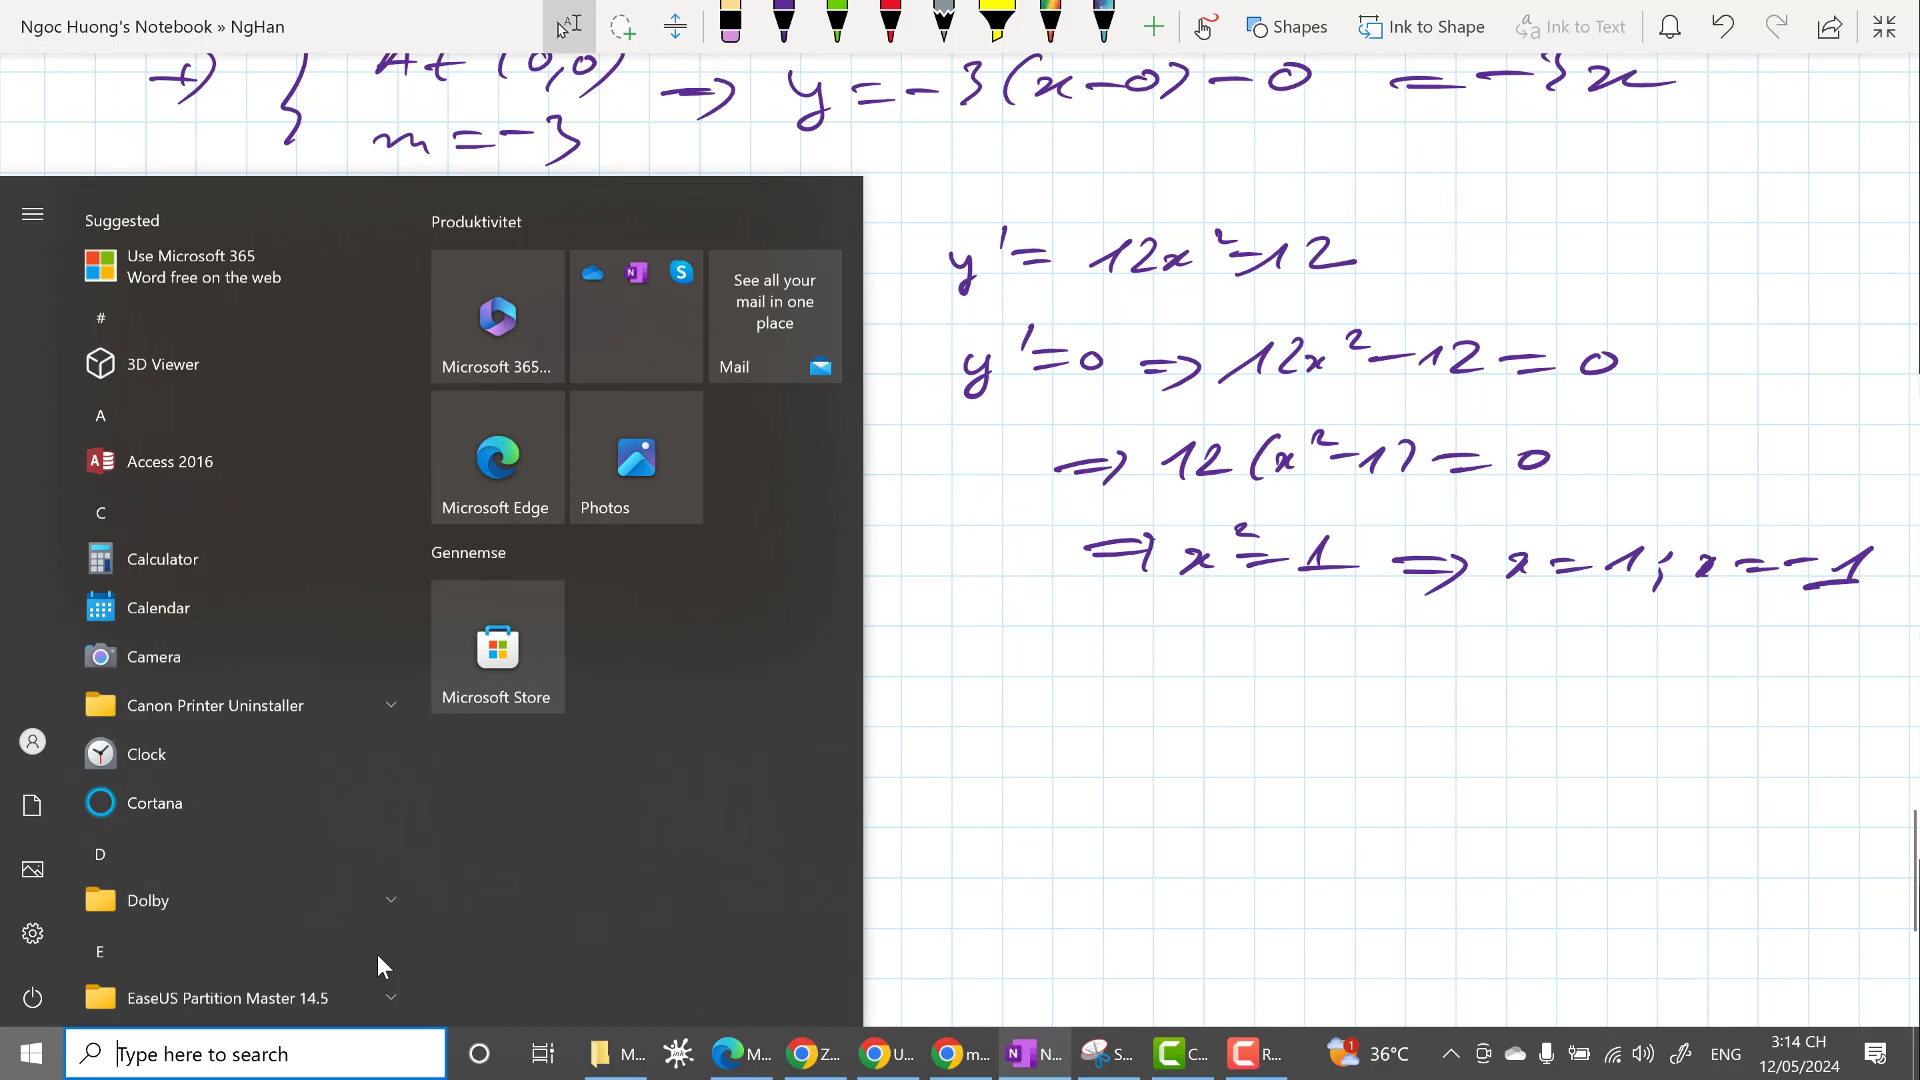 Ngoc Huong's Notebook » NgHan
Shapes
Ink to Shape
Ink to Text
At (0,0)
m = -3
⇒ y = -3(x-0) - 0 = -3x
Suggested
Use Microsoft 365
Word free on the web
#
3D Viewer
A
Access 2016
C
Calculator
Calendar
Camera
Canon Printer Uninstaller
Clock
Cortana
D
Dolby
E
EaseUS Partition Master 14.5
Produktivitet
Microsoft 365...
See all your
mail in one
place
Mail
Microsoft Edge
Photos
Gennemse
Microsoft Store
y' = 12x² - 12
y' = 0 ⇒ 12x² - 12 = 0
⇒ 12(x² - 1) = 0
⇒ x² = 1 ⇒ x = 1; x = -1
Type here to search
M...
M...
Z...
U...
m...
N...
S...
C...
R...
1
36°C
ENG
3:14 CH
12/05/2024